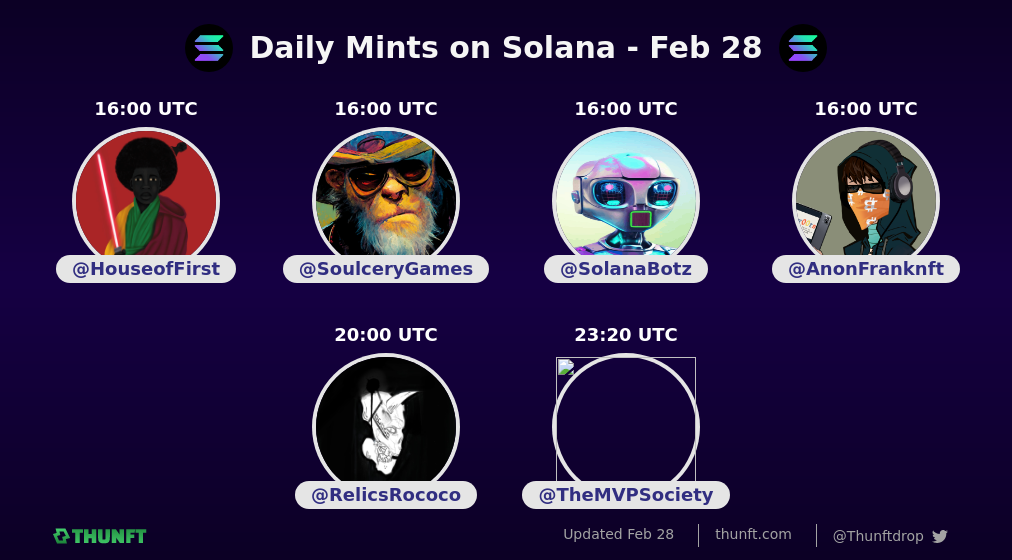 Daily Mints on Solana - Feb 28
16:00 UTC 16:00 UTC 16:00 UTC 16:00 UTC
@HouseofFirst @SoulceryGames @SolanaBotz @AnonFranknft
20:00 UTC 23:20 UTC
@RelicsRococo @TheMVPSociety
THUNFT Updated Feb 28 thunft.com @Thunftdrop